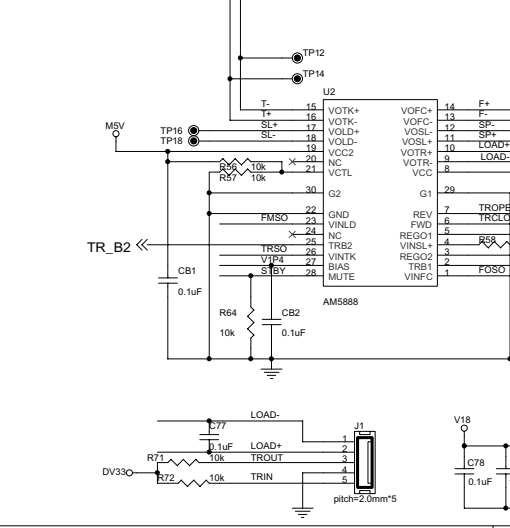 TP12
TP14
U2
T- 15 VOTK+ VOFC+ 14 F+
T+ 16 VOTK- VOFC- 13 F-
TP16 SL+ 17 VOLD+ VOSL- 12 SP-
TP18 SL- 18 VOLD- VOSL+ 11 SP+
M5V
19 VCC2 VOTR+ 10 LOAD+
R56 10k 20 NC VOTR- 9 LOAD-
R57 10k 21 VCTL VCC 8
30 G2 G1 29
22 GND REV 7 TROPE
FMSO 23 VINLD FWD 6 TRCLO
24 NC REGO1 5
TR_B2 25 TRB2 VINSL+ 4 R58
TRSO 26 VINTK REGO2 3
V1P4 27 BIAS TRB1 2
STBY 28 MUTE VINFC 1 FOSO
CB1
0.1uF
AM5888
R64
10k
CB2
0.1uF
LOAD-
J1
V18
C77
0.1uF
LOAD+
TROUT
TRIN
R71 10k
R72 10k
DV33
1
2
3
4
5
pitch=2.0mm*5
C78
0.1uF